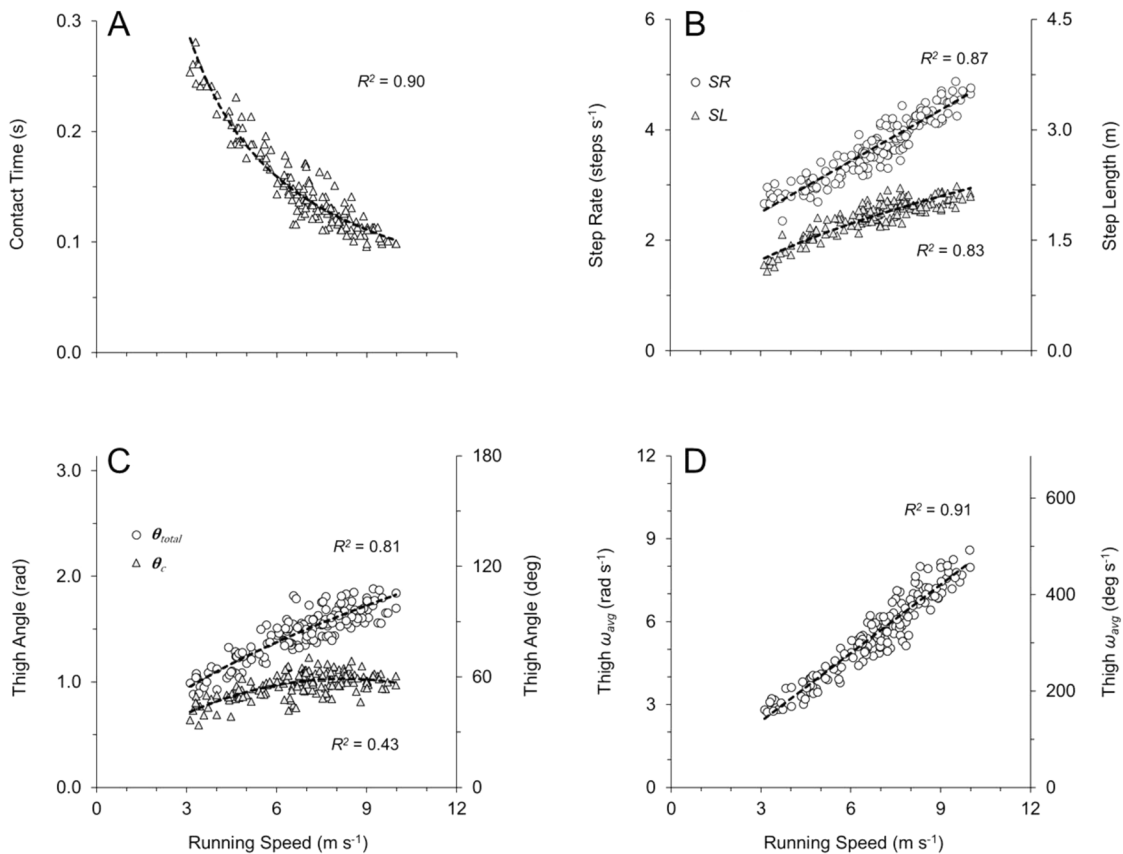 A
0.3
0.2
0.1
0.0
Contact Time (s)
R² = 0.90
B
6
4
2
0
Step Rate (steps s⁻¹)
SR
SL
R² = 0.87
R² = 0.83
4.5
3.0
1.5
0.0
0
3
6
9
12
Step Length (m)
C
3.0
2.0
1.0
0.0
Thigh Angle (rad)
θtotal
θc
R² = 0.81
R² = 0.43
180
120
60
0
Thigh Angle (deg)
0
3
6
9
12
Running Speed (m s⁻¹)
D
12
9
6
3
0
Thigh ωavg (rad s⁻¹)
R² = 0.91
600
400
200
0
Thigh ωavg (deg s⁻¹)
0
3
6
9
12
Running Speed (m s⁻¹)